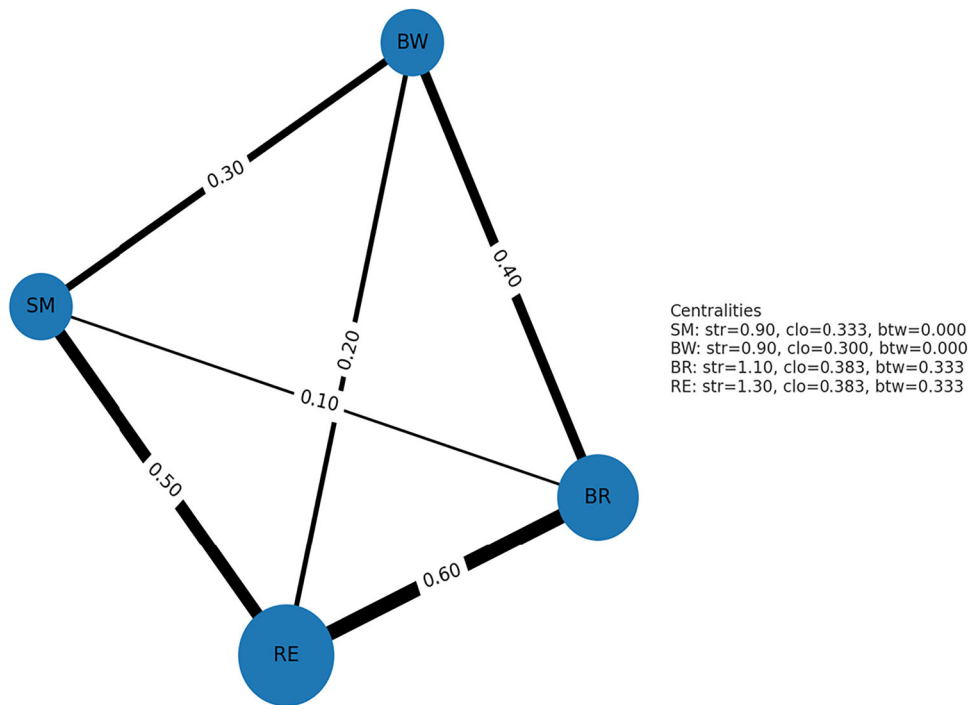 BW
0.30
0.40
SM
0.20
0.10
0.50
BR
0.60
RE
Centralities
SM: str=0.90, clo=0.333, btw=0.000
BW: str=0.90, clo=0.300, btw=0.000
BR: str=1.10, clo=0.383, btw=0.333
RE: str=1.30, clo=0.383, btw=0.333